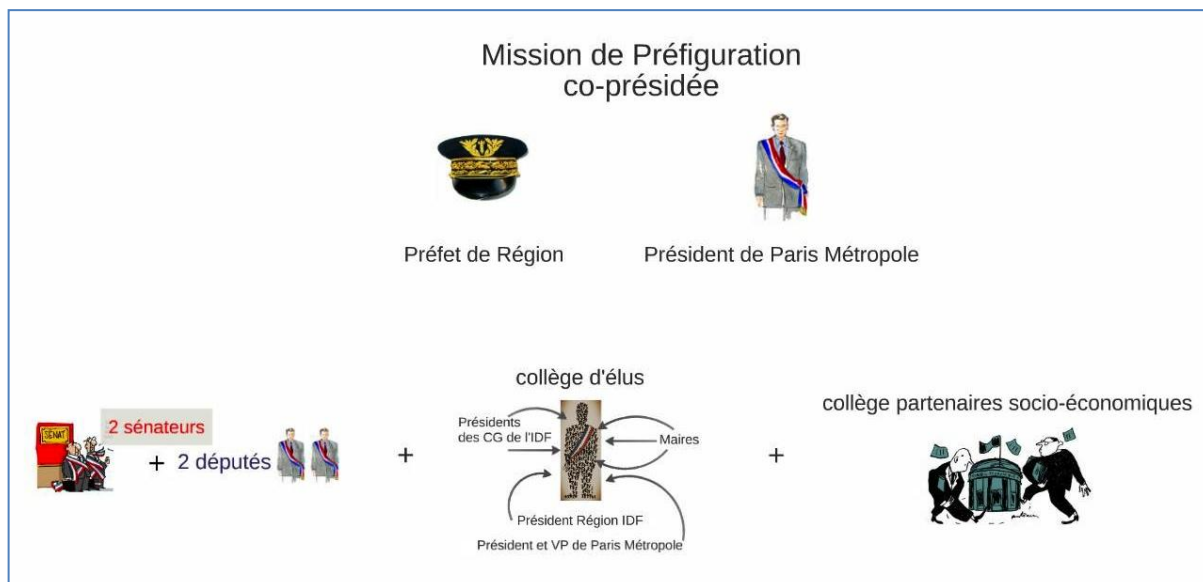 Mission de Préfiguration
co-présidée
Préfet de Région
Président de Paris Métropole
collège d'élus
collège partenaires socio-économiques
Présidents
des CG de l'IDF
Maires
SÉNAT
2 sénateurs
+ 2 députés
+
+
Président Région IDF
Président et VP de Paris Métropole